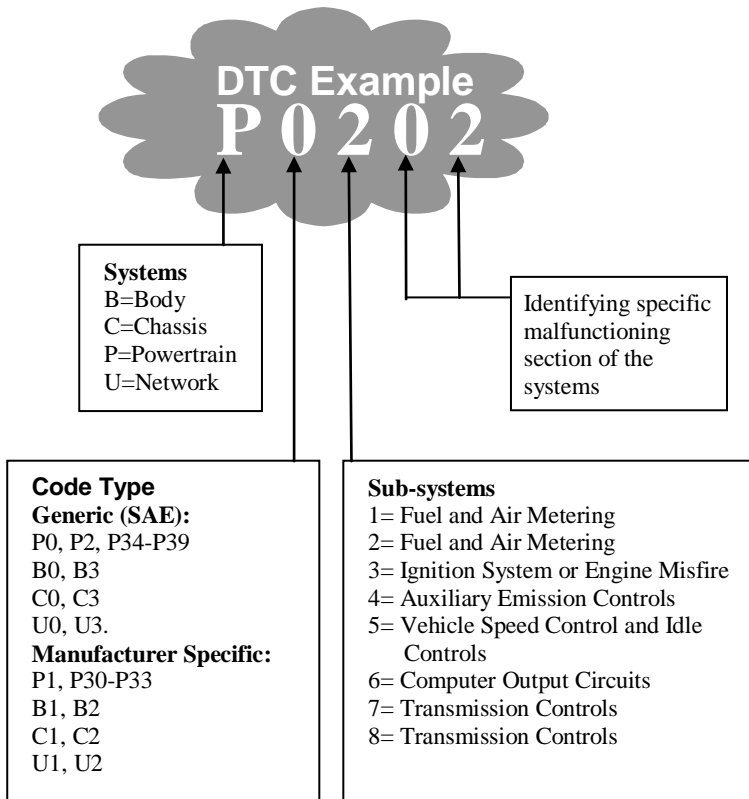 DTC Example
P 0 2 0 2
Systems
B=Body
C=Chassis
P=Powertrain
U=Network
Identifying specific
malfunctioning
section of the
systems
Code Type
Generic (SAE):
P0, P2, P34-P39
B0, B3
C0, C3
U0, U3.
Manufacturer Specific:
P1, P30-P33
B1, B2
C1, C2
U1, U2
Sub-systems
1= Fuel and Air Metering
2= Fuel and Air Metering
3= Ignition System or Engine Misfire
4= Auxiliary Emission Controls
5= Vehicle Speed Control and Idle
Controls
6= Computer Output Circuits
7= Transmission Controls
8= Transmission Controls